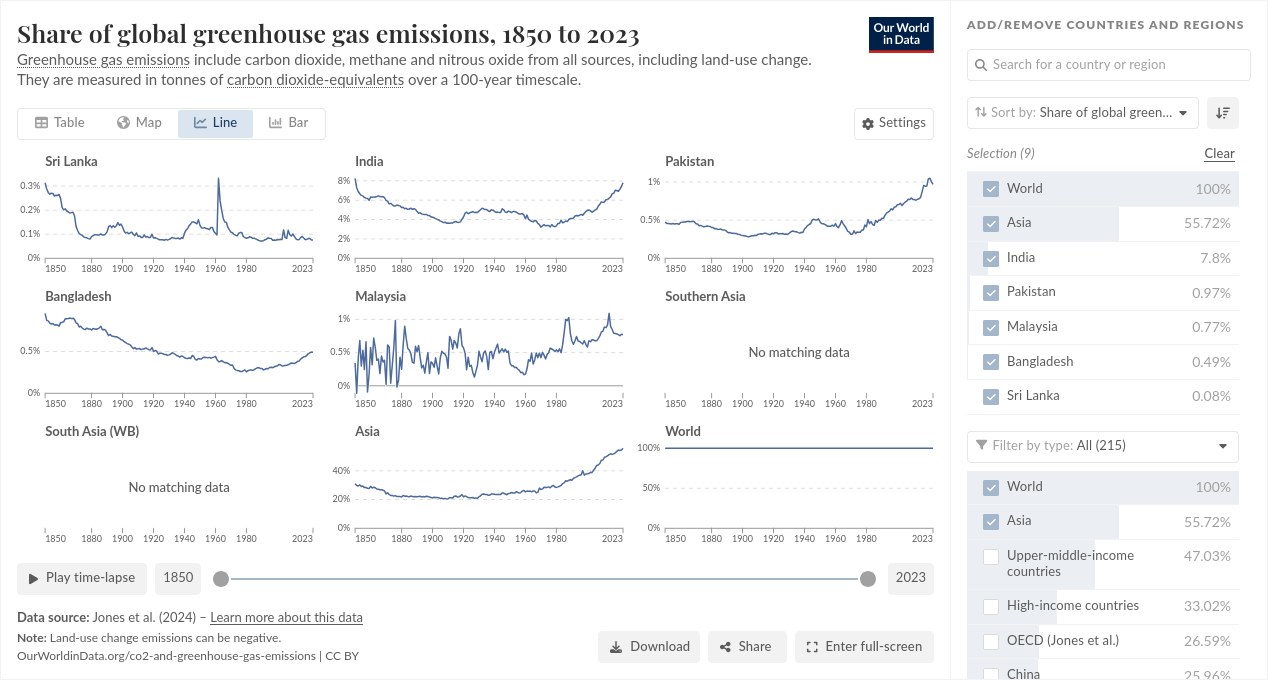 Share of global greenhouse gas emissions, 1850 to 2023
Greenhouse gas emissions include carbon dioxide, methane and nitrous oxide from all sources, including land-use change.
They are measured in tonnes of carbon dioxide-equivalents over a 100-year timescale.
Our World
in Data
Table Map Line Bar
Settings
Sri Lanka
0.3%
0.2%
0.1%
0%
1850 1880 1900 1920 1940 1960 1980 2023
India
8%
6%
4%
2%
0%
1850 1880 1900 1920 1940 1960 1980 2023
Pakistan
1%
0.5%
0%
1850 1880 1900 1920 1940 1960 1980 2023
Bangladesh
0.5%
0%
1850 1880 1900 1920 1940 1960 1980 2023
Malaysia
1%
0.5%
0%
1850 1880 1900 1920 1940 1960 1980 2023
Southern Asia
No matching data
1850 1880 1900 1920 1940 1960 1980 2023
South Asia (WB)
No matching data
1850 1880 1900 1920 1940 1960 1980 2023
Asia
40%
20%
0%
1850 1880 1900 1920 1940 1960 1980 2023
World
100%
50%
0%
1850 1880 1900 1920 1940 1960 1980 2023
Play time-lapse 1850 2023
Data source: Jones et al. (2024) – Learn more about this data
Note: Land-use change emissions can be negative.
OurWorldinData.org/co2-and-greenhouse-gas-emissions | CC BY
Download Share Enter full-screen
ADD/REMOVE COUNTRIES AND REGIONS
Search for a country or region
Sort by: Share of global green...
Selection (9) Clear
World 100%
Asia 55.72%
India 7.8%
Pakistan 0.97%
Malaysia 0.77%
Bangladesh 0.49%
Sri Lanka 0.08%
Filter by type: All (215)
World 100%
Asia 55.72%
Upper-middle-income
countries 47.03%
High-income countries 33.02%
OECD (Jones et al.) 26.59%
China 25.96%